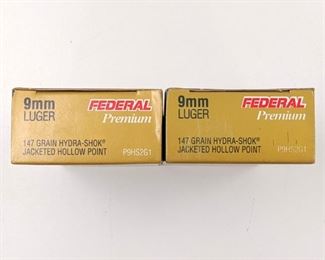 9mm
LUGER
FEDERAL
Premium
147 GRAIN HYDRA-SHOK®
JACKETED HOLLOW POINT
P9HS2G1
9mm
LUGER
FEDERAL
Premium
147 GRAIN HYDRA-SHOK®
JACKETED HOLLOW POINT
P9HS2G1